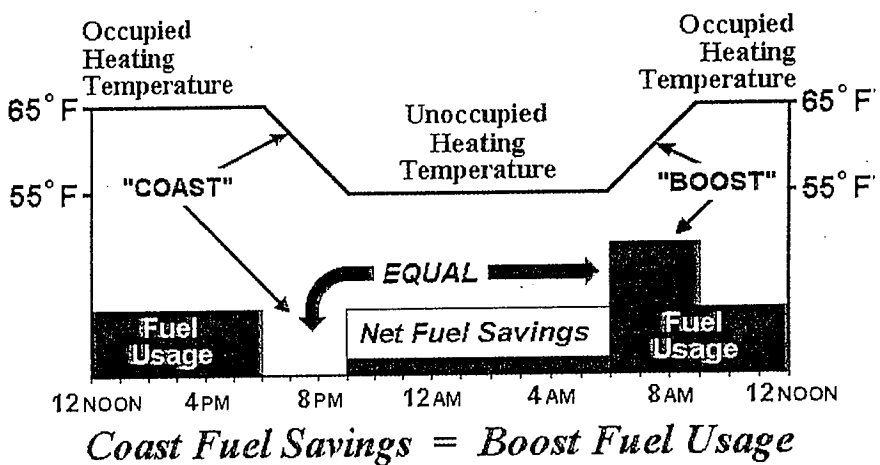 Occupied
Heating
Temperature
Occupied
Heating
Temperature
65° F
65° F
Unoccupied
Heating
Temperature
"COAST"
"BOOST"
55° F
55° F
EQUAL
Fuel
Usage
Net Fuel Savings
Fuel
Usage
12 NOON 4 PM 8 PM 12 AM 4 AM 8 AM 12 NOON
Coast Fuel Savings = Boost Fuel Usage